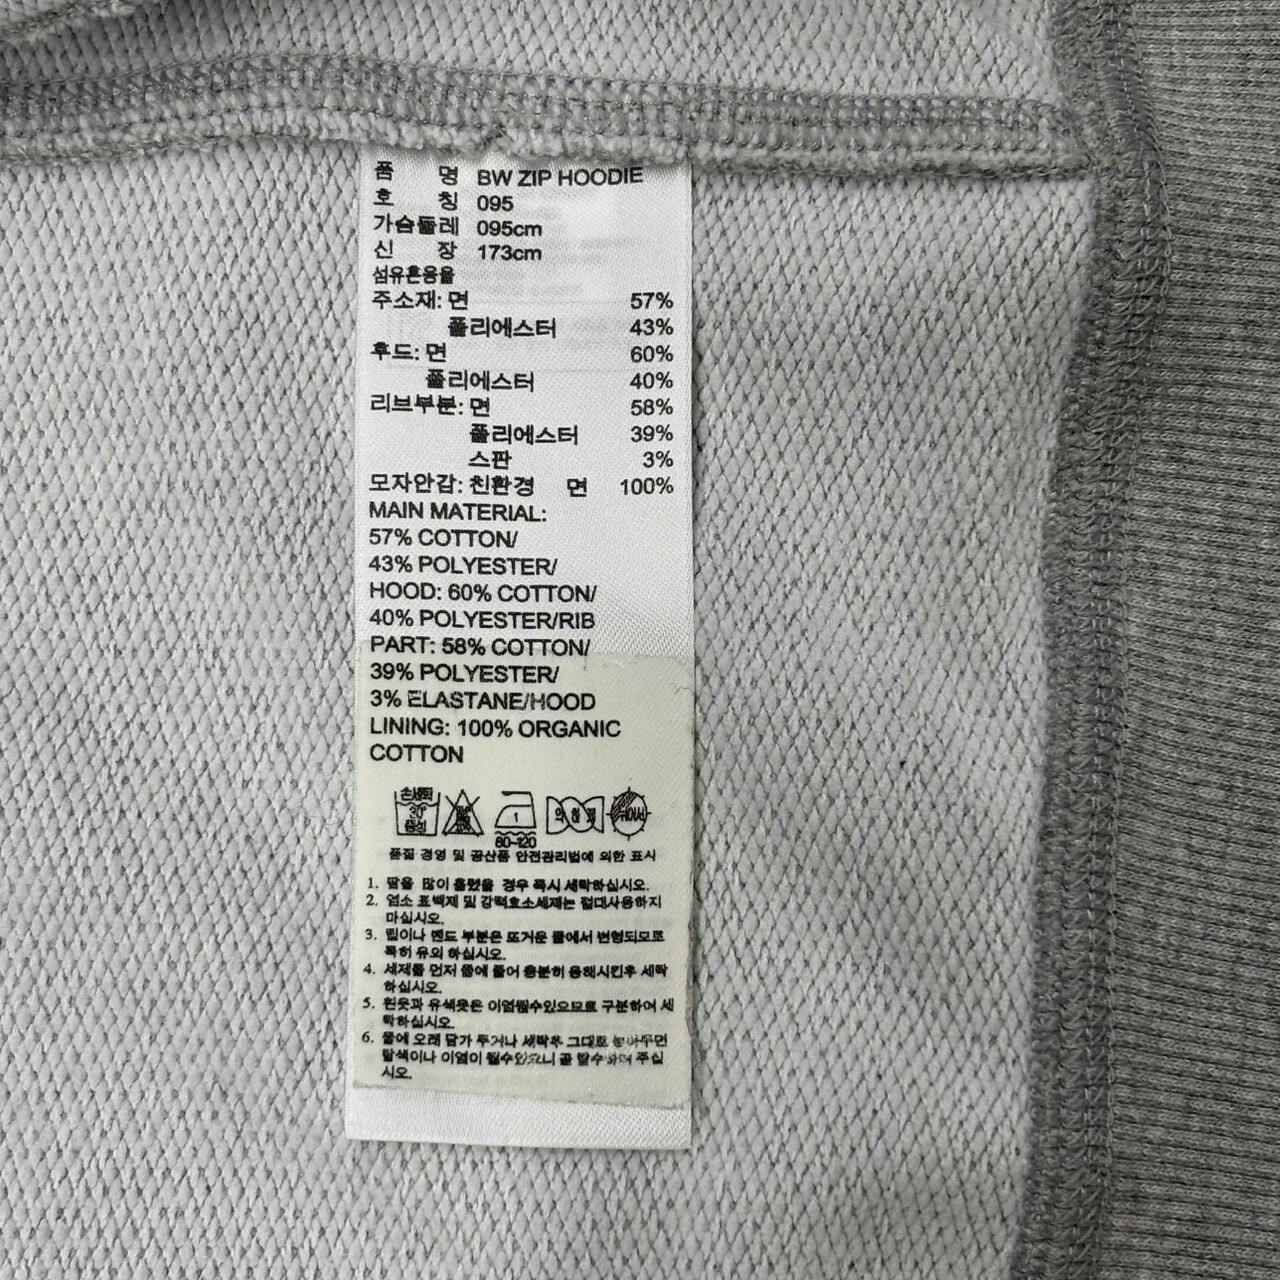 품 명 BW ZIP HOODIE
호 칭 095
가슴둘레 095cm
신 장 173cm
섬유혼용율
주소재: 면 57%
폴리에스터 43%
후드: 면 60%
폴리에스터 40%
리브부분: 면 58%
폴리에스터 39%
스판 3%
모자안감: 친환경 면 100%
MAIN MATERIAL:
57% COTTON/
43% POLYESTER/
HOOD: 60% COTTON/
40% POLYESTER/RIB
PART: 58% COTTON/
39% POLYESTER/
3% ELASTANE/HOOD
LINING: 100% ORGANIC
COTTON
손세탁
30°
중성
1
80~120
품질 경영 및 공산품 안전관리법에 의한 표시
1. 땀을 많이 흘렸을 경우 즉시 세탁하십시오.
2. 염소 표백제 및 강력효소세제는 절대사용하지
마십시오.
3. 립이나 밴드 부분은 뜨거운 물에서 변형되므로
특히 유의 하십시오.
4. 세제를 먼저 물에 풀어 충분히 용해시킨후 세탁
하십시오.
5. 흰옷과 유색옷은 이염될수있으므로 구분하여 세
탁하십시오.
6. 물에 오래 담가 두거나 세탁후 그대로 놓아두면
탈색이나 이염이 될수있으니 곧 탈수하여 주십
시오.